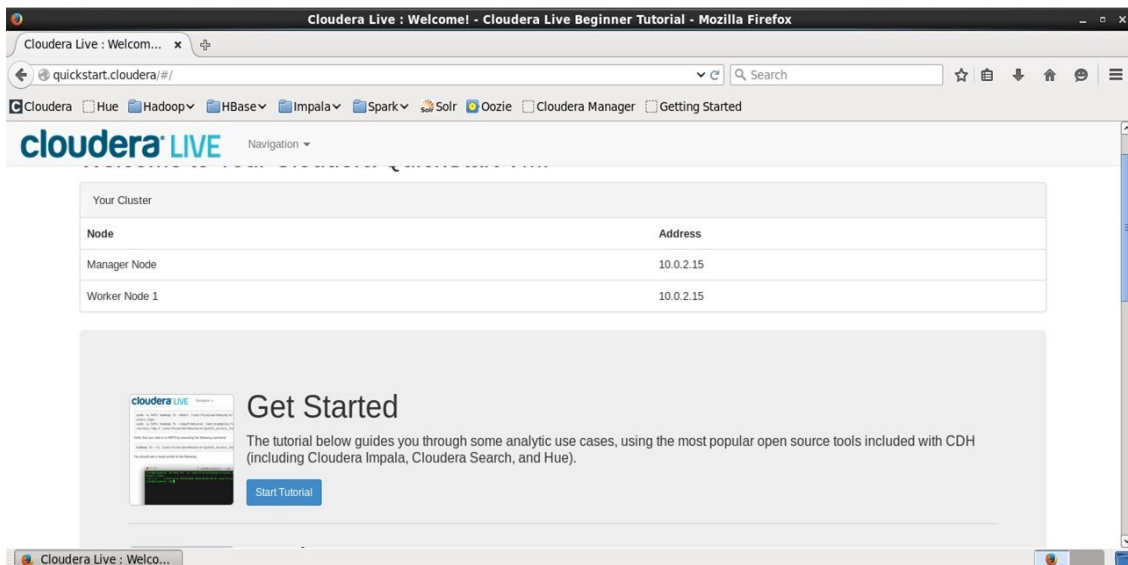 Cloudera Live : Welcome! - Cloudera Live Beginner Tutorial - Mozilla Firefox
Cloudera Live : Welcom...
quickstart.cloudera/#/
Search
Cloudera Hue Hadoop HBase Impala Spark Solr Oozie Cloudera Manager Getting Started
cloudera LIVE Navigation
Your Cluster
Node Address
Manager Node 10.0.2.15
Worker Node 1 10.0.2.15
cloudera LIVE
Get Started
The tutorial below guides you through some analytic use cases, using the most popular open source tools included with CDH
(including Cloudera Impala, Cloudera Search, and Hue).
Start Tutorial
Cloudera Live : Welco...